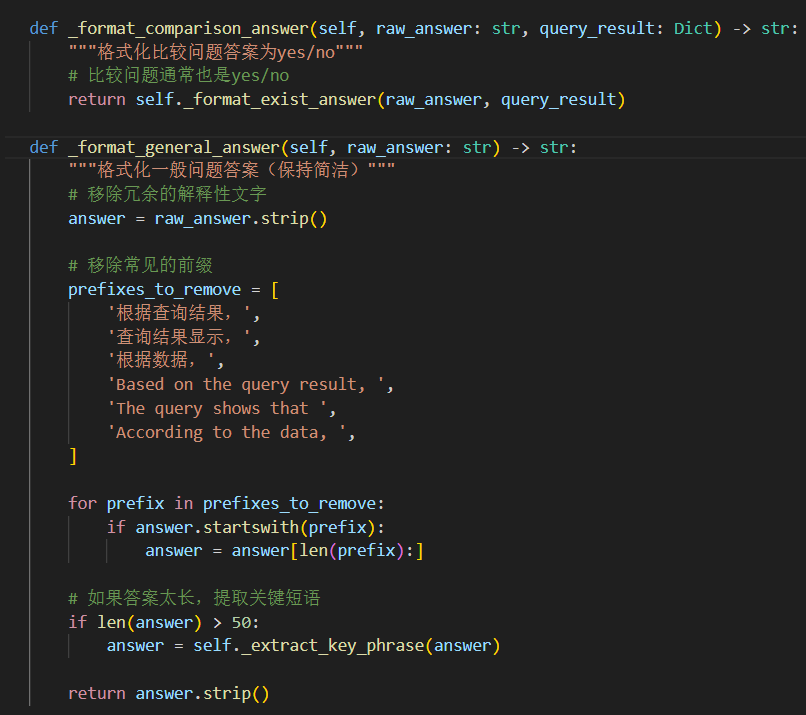 def _format_comparison_answer(self, raw_answer: str, query_result: Dict) -> str:
    """格式化比较问题答案为yes/no"""
    # 比较问题通常也是yes/no
    return self._format_exist_answer(raw_answer, query_result)

def _format_general_answer(self, raw_answer: str) -> str:
    """格式化一般问题答案（保持简洁）"""
    # 移除冗余的解释性文字
    answer = raw_answer.strip()

    # 移除常见的前缀
    prefixes_to_remove = [
        '根据查询结果，',
        '查询结果显示，',
        '根据数据，',
        'Based on the query result, ',
        'The query shows that ',
        'According to the data, ',
    ]

    for prefix in prefixes_to_remove:
        if answer.startswith(prefix):
            answer = answer[len(prefix):]

    # 如果答案太长，提取关键短语
    if len(answer) > 50:
        answer = self._extract_key_phrase(answer)

    return answer.strip()